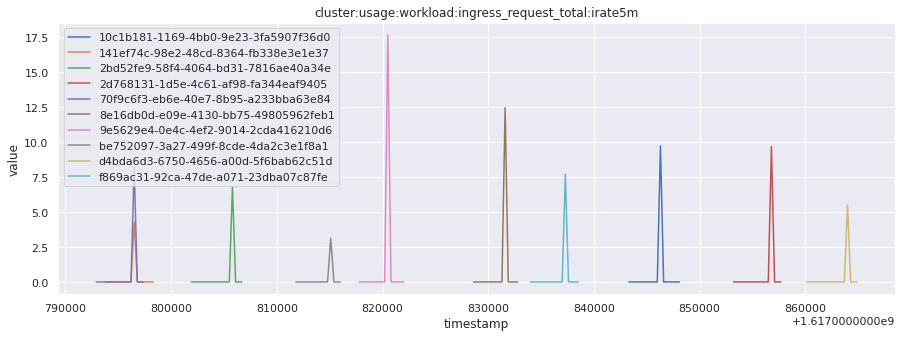 cluster:usage:workload:ingress_request_total:irate5m
17.5
15.0
12.5
10.0
7.5
5.0
2.5
0.0
value
10c1b181-1169-4bb0-9e23-3fa5907f36d0
141ef74c-98e2-48cd-8364-fb338e3e1e37
2bd52fe9-58f4-4064-bd31-7816ae40a34e
2d768131-1d5e-4c61-af98-fa344eaf9405
70f9c6f3-eb6e-40e7-8b95-a233bba63e84
8e16db0d-e09e-4130-bb75-49805962feb1
9e5629e4-0e4c-4ef2-9014-2cda416210d6
be752097-3a27-499f-8cde-4da2c3e1f8a1
d4bda6d3-6750-4656-a00d-5f6bab62c51d
f869ac31-92ca-47de-a071-23dba07c87fe
790000 800000 810000 820000 830000 840000 850000 860000
timestamp
+1.6170000000e9